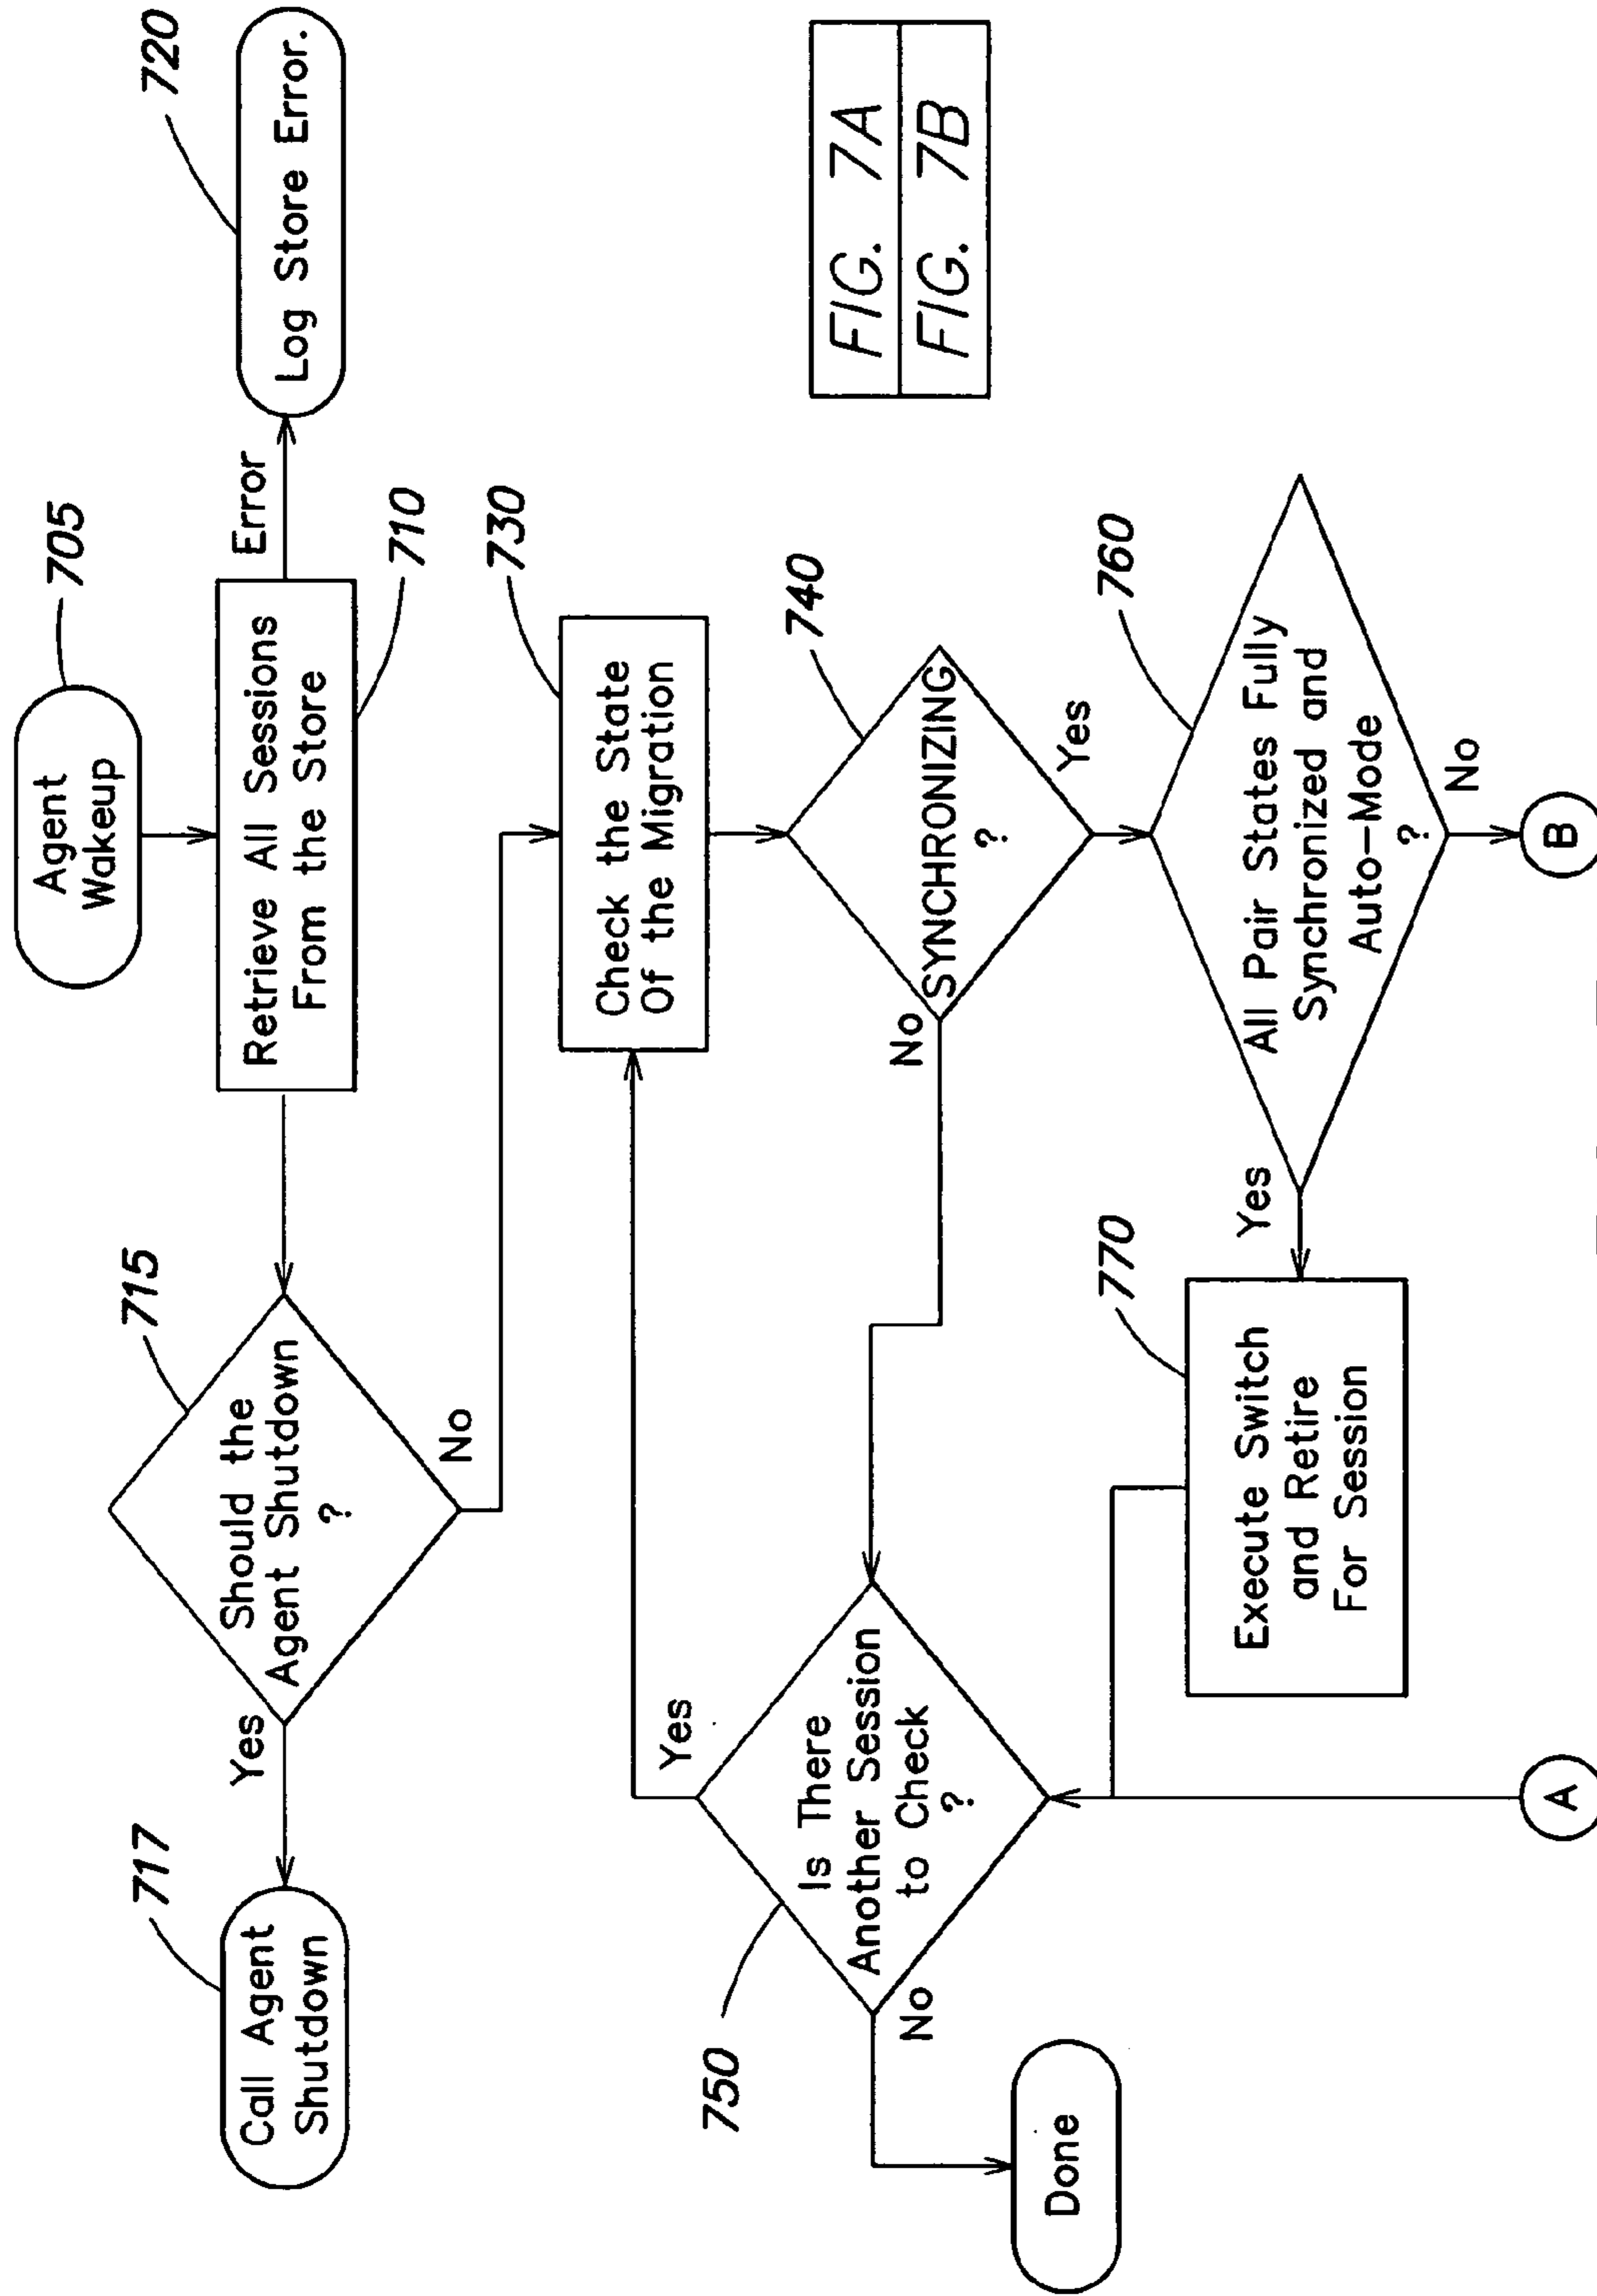 705
Agent
Wakeup
720
Log Store Error.
Error
Retrieve All Sessions
From the Store
710
715
Should the
Agent Shutdown
?
Yes
No
717
Call Agent
Shutdown
730
Check the State
Of the Migration
740
SYNCHRONIZING
?
No
Yes
750
Is There
Another Session
to Check
?
Yes
No
Done
760
All Pair States Fully
Synchronized and
Auto-Mode
?
Yes
No
770
Execute Switch
and Retire
For Session
A
B
FIG. 7A
FIG. 7B